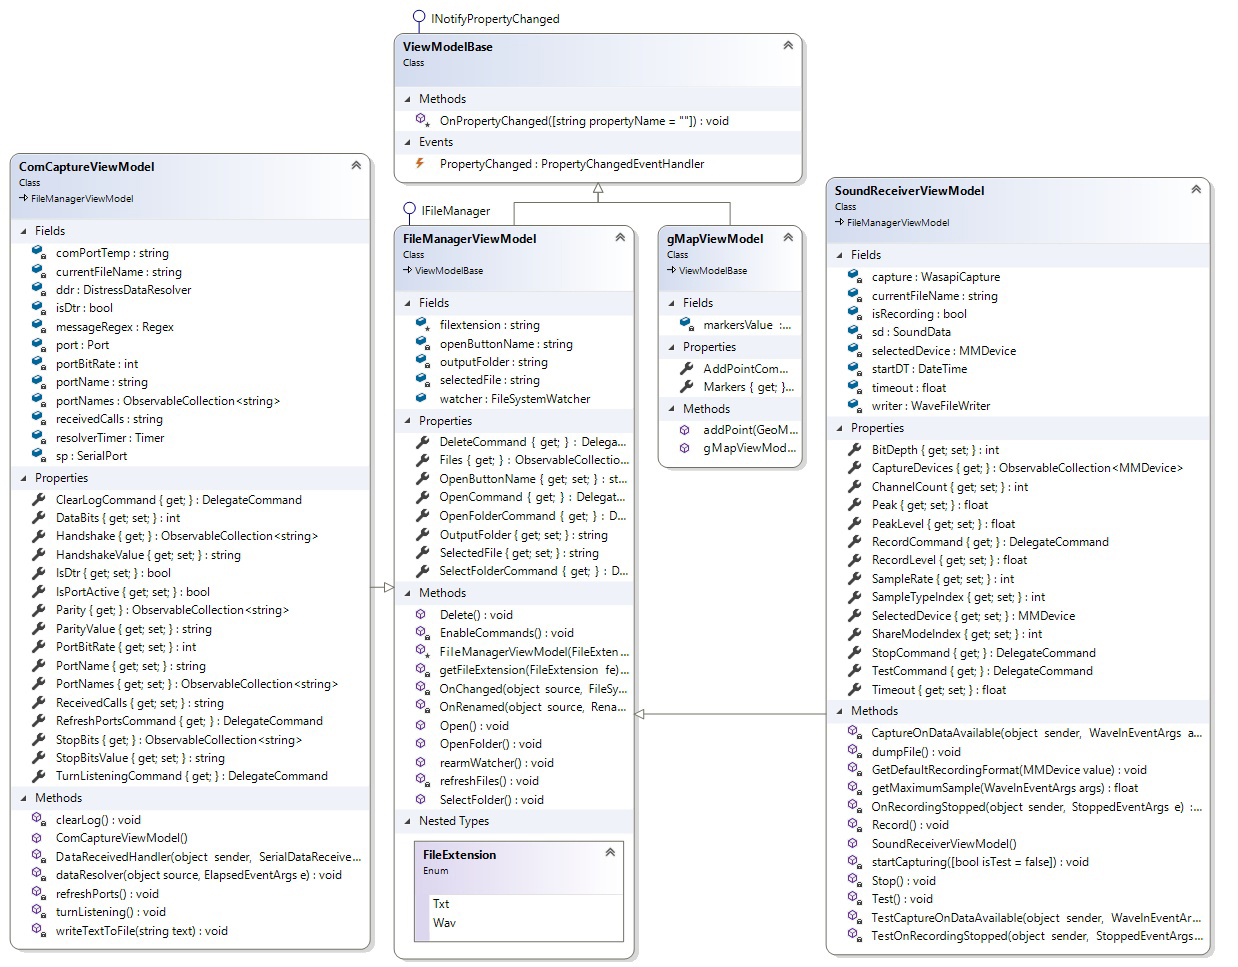 INotifyPropertyChanged
ViewModelBase
Class
Methods
OnPropertyChanged([string propertyName = ""]) : void
Events
PropertyChanged : PropertyChangedEventHandler
ComCaptureViewModel
Class
FileManagerViewModel
Fields
comPortTemp : string
currentFileName : string
ddr : DistressDataResolver
isDtr : bool
messageRegex : Regex
port : Port
portBitRate : int
portName : string
portNames : ObservableCollection<string>
receivedCalls : string
resolverTimer : Timer
sp : SerialPort
Properties
ClearLogCommand { get; } : DelegateCommand
DataBits { get; set; } : int
Handshake { get; } : ObservableCollection<string>
HandshakeValue { get; set; } : string
IsDtr { get; set; } : bool
IsPortActive { get; set; } : bool
Parity { get; } : ObservableCollection<string>
ParityValue { get; set; } : string
PortBitRate { get; set; } : int
PortName { get; set; } : string
PortNames { get; set; } : ObservableCollection<string>
ReceivedCalls { get; set; } : string
RefreshPortsCommand { get; } : DelegateCommand
StopBits { get; } : ObservableCollection<string>
StopBitsValue { get; set; } : string
TurnListeningCommand { get; } : DelegateCommand
Methods
clearLog() : void
ComCaptureViewModel()
DataReceivedHandler(object sender, SerialDataReceive...
dataResolver(object source, ElapsedEventArgs e) : void
refreshPorts() : void
turnListening() : void
writeTextToFile(string text) : void
IFileManager
FileManagerViewModel
Class
ViewModelBase
Fields
filextension : string
openButtonName : string
outputFolder : string
selectedFile : string
watcher : FileSystemWatcher
Properties
DeleteCommand { get; } : Delega...
Files { get; } : ObservableCollectio...
OpenButtonName { get; set; } : st...
OpenCommand { get; } : Delegat...
OpenFolderCommand { get; } : D...
OutputFolder { get; set; } : string
SelectedFile { get; set; } : string
SelectFolderCommand { get; } : D...
Methods
Delete() : void
EnableCommands() : void
FileManagerViewModel(FileExten...
getFileExtension(FileExtension fe)...
OnChanged(object source, FileSy...
OnRenamed(object source, Rena...
Open() : void
OpenFolder() : void
rearmWatcher() : void
refreshFiles() : void
SelectFolder() : void
Nested Types
FileExtension
Enum
Txt
Wav
gMapViewModel
Class
ViewModelBase
Fields
markersValue :...
Properties
AddPointCom...
Markers { get; }...
Methods
addPoint(GeoM...
gMapViewMod...
SoundReceiverViewModel
Class
FileManagerViewModel
Fields
capture : WasapiCapture
currentFileName : string
isRecording : bool
sd : SoundData
selectedDevice : MMDevice
startDT : DateTime
timeout : float
writer : WaveFileWriter
Properties
BitDepth { get; set; } : int
CaptureDevices { get; } : ObservableCollection<MMDevice>
ChannelCount { get; set; } : int
Peak { get; set; } : float
PeakLevel { get; set; } : float
RecordCommand { get; } : DelegateCommand
RecordLevel { get; set; } : float
SampleRate { get; set; } : int
SampleTypeIndex { get; set; } : int
SelectedDevice { get; set; } : MMDevice
ShareModeIndex { get; set; } : int
StopCommand { get; } : DelegateCommand
TestCommand { get; } : DelegateCommand
Timeout { get; set; } : float
Methods
CaptureOnDataAvailable(object sender, WaveInEventArgs a...
dumpFile() : void
GetDefaultRecordingFormat(MMDevice value) : void
getMaximumSample(WaveInEventArgs args) : float
OnRecordingStopped(object sender, StoppedEventArgs e) :...
Record() : void
SoundReceiverViewModel()
startCapturing([bool isTest = false]) : void
Stop() : void
Test() : void
TestCaptureOnDataAvailable(object sender, WaveInEventAr...
TestOnRecordingStopped(object sender, StoppedEventArgs...